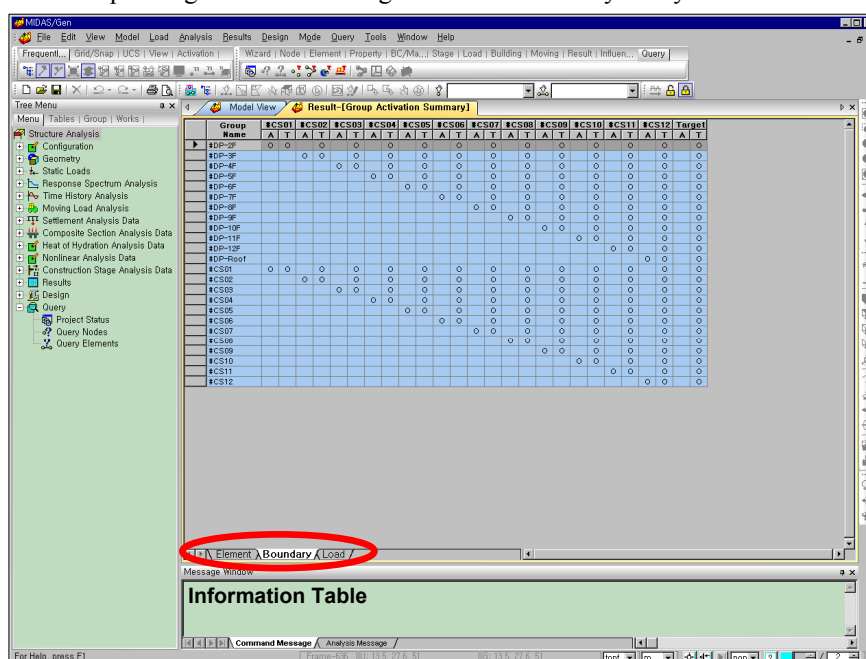 MIDAS/Gen
File Edit View Model Load Analysis Results Design Mode Query Tools Window Help
Frequentl... Grid/Snap | UCS | View | Activation | Wizard | Node | Element | Property | BC/Ma... | Stage | Load | Building | Moving | Result | Influen... Query
Tree Menu
Menu Tables | Group | Works |
Structure Analysis
Configuration
Geometry
Static Loads
Response Spectrum Analysis
Time History Analysis
Moving Load Analysis
Settlement Analysis Data
Composite Section Analysis Data
Heat of Hydration Analysis Data
Nonlinear Analysis Data
Construction Stage Analysis Data
Results
Design
Query
Project Status
Query Nodes
Query Elements
Model View Result-[Group Activation Summary]
Group Name #CS01 #CS02 #CS03 #CS04 #CS05 #CS06 #CS07 #CS08 #CS09 #CS10 #CS11 #CS12 Target
A T A T A T A T A T A T A T A T A T A T A T A T A T
#DP-2F
#DP-3F
#DP-4F
#DP-5F
#DP-6F
#DP-7F
#DP-8F
#DP-9F
#DP-10F
#DP-11F
#DP-12F
#DP-Roof
#CS01
#CS02
#CS03
#CS04
#CS05
#CS06
#CS07
#CS08
#CS09
#CS10
#CS11
#CS12
Element Boundary Load
Message Window
Information Table
Command Message Analysis Message
For Help, press F1